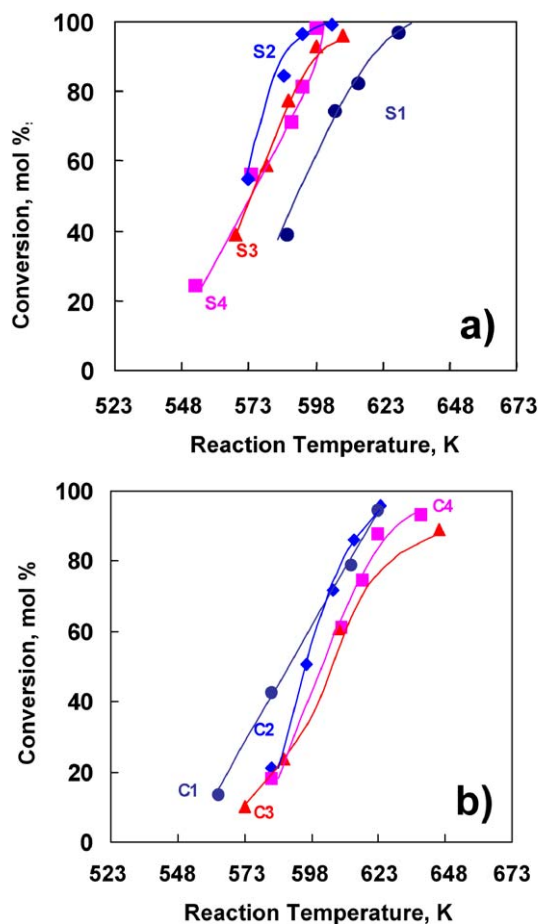 100
80
60
40
20
0
Conversion, mol %
S2
S1
S3
S4
a)
523 548 573 598 623 648 673
Reaction Temperature, K
100
80
60
40
20
0
Conversion, mol %
C4
C2
C1
C3
b)
523 548 573 598 623 648 673
Reaction Temperature, K